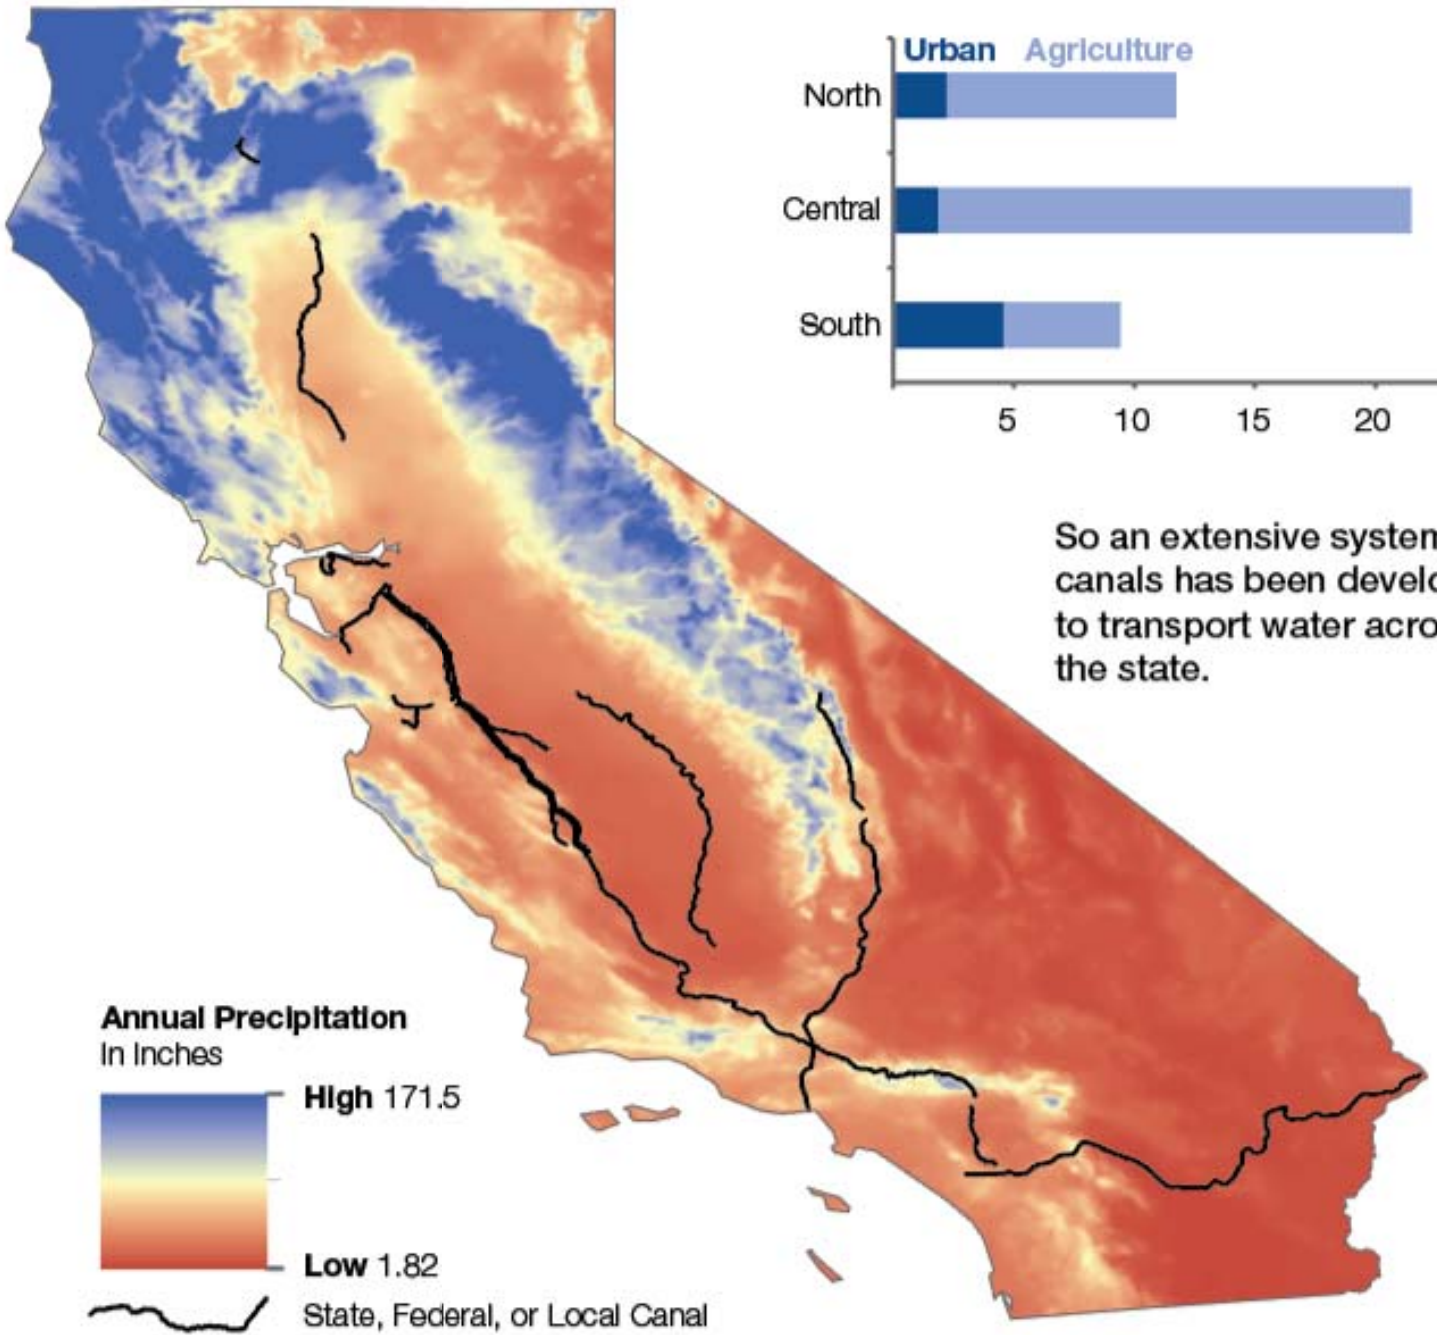 Urban Agriculture
North
Central
South
5 10 15 20
So an extensive system
canals has been develo
to transport water acro
the state.
Annual Precipitation
In Inches
High 171.5
Low 1.82
State, Federal, or Local Canal